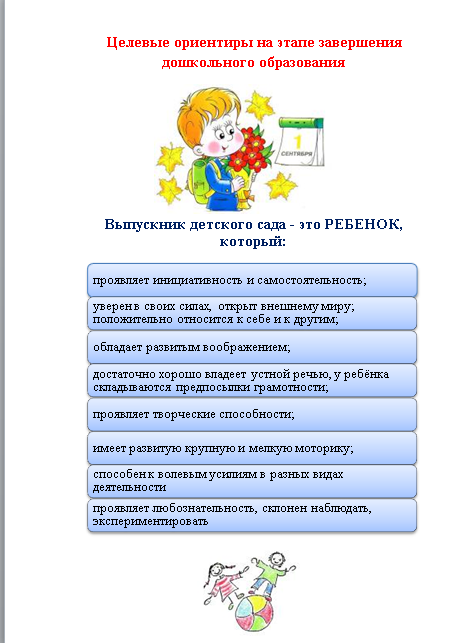 Целевые ориентиры на этапе завершения
дошкольного образования
1
СЕНТЯБРЯ
Выпускник детского сада - это РЕБЕНОК,
который:
проявляет инициативность и самостоятельность;
уверен в своих силах, открыт внешнему миру;
положительно относится к себе и к другим;
обладает развитым воображением;
достаточно хорошо владеет устной речью, у ребёнка
складываются предпосылки грамотности;
проявляет творческие способности;
имеет развитую крупную и мелкую моторику;
способен к волевым усилиям в разных видах
деятельности
проявляет любознательность, склонен наблюдать,
экспериментировать